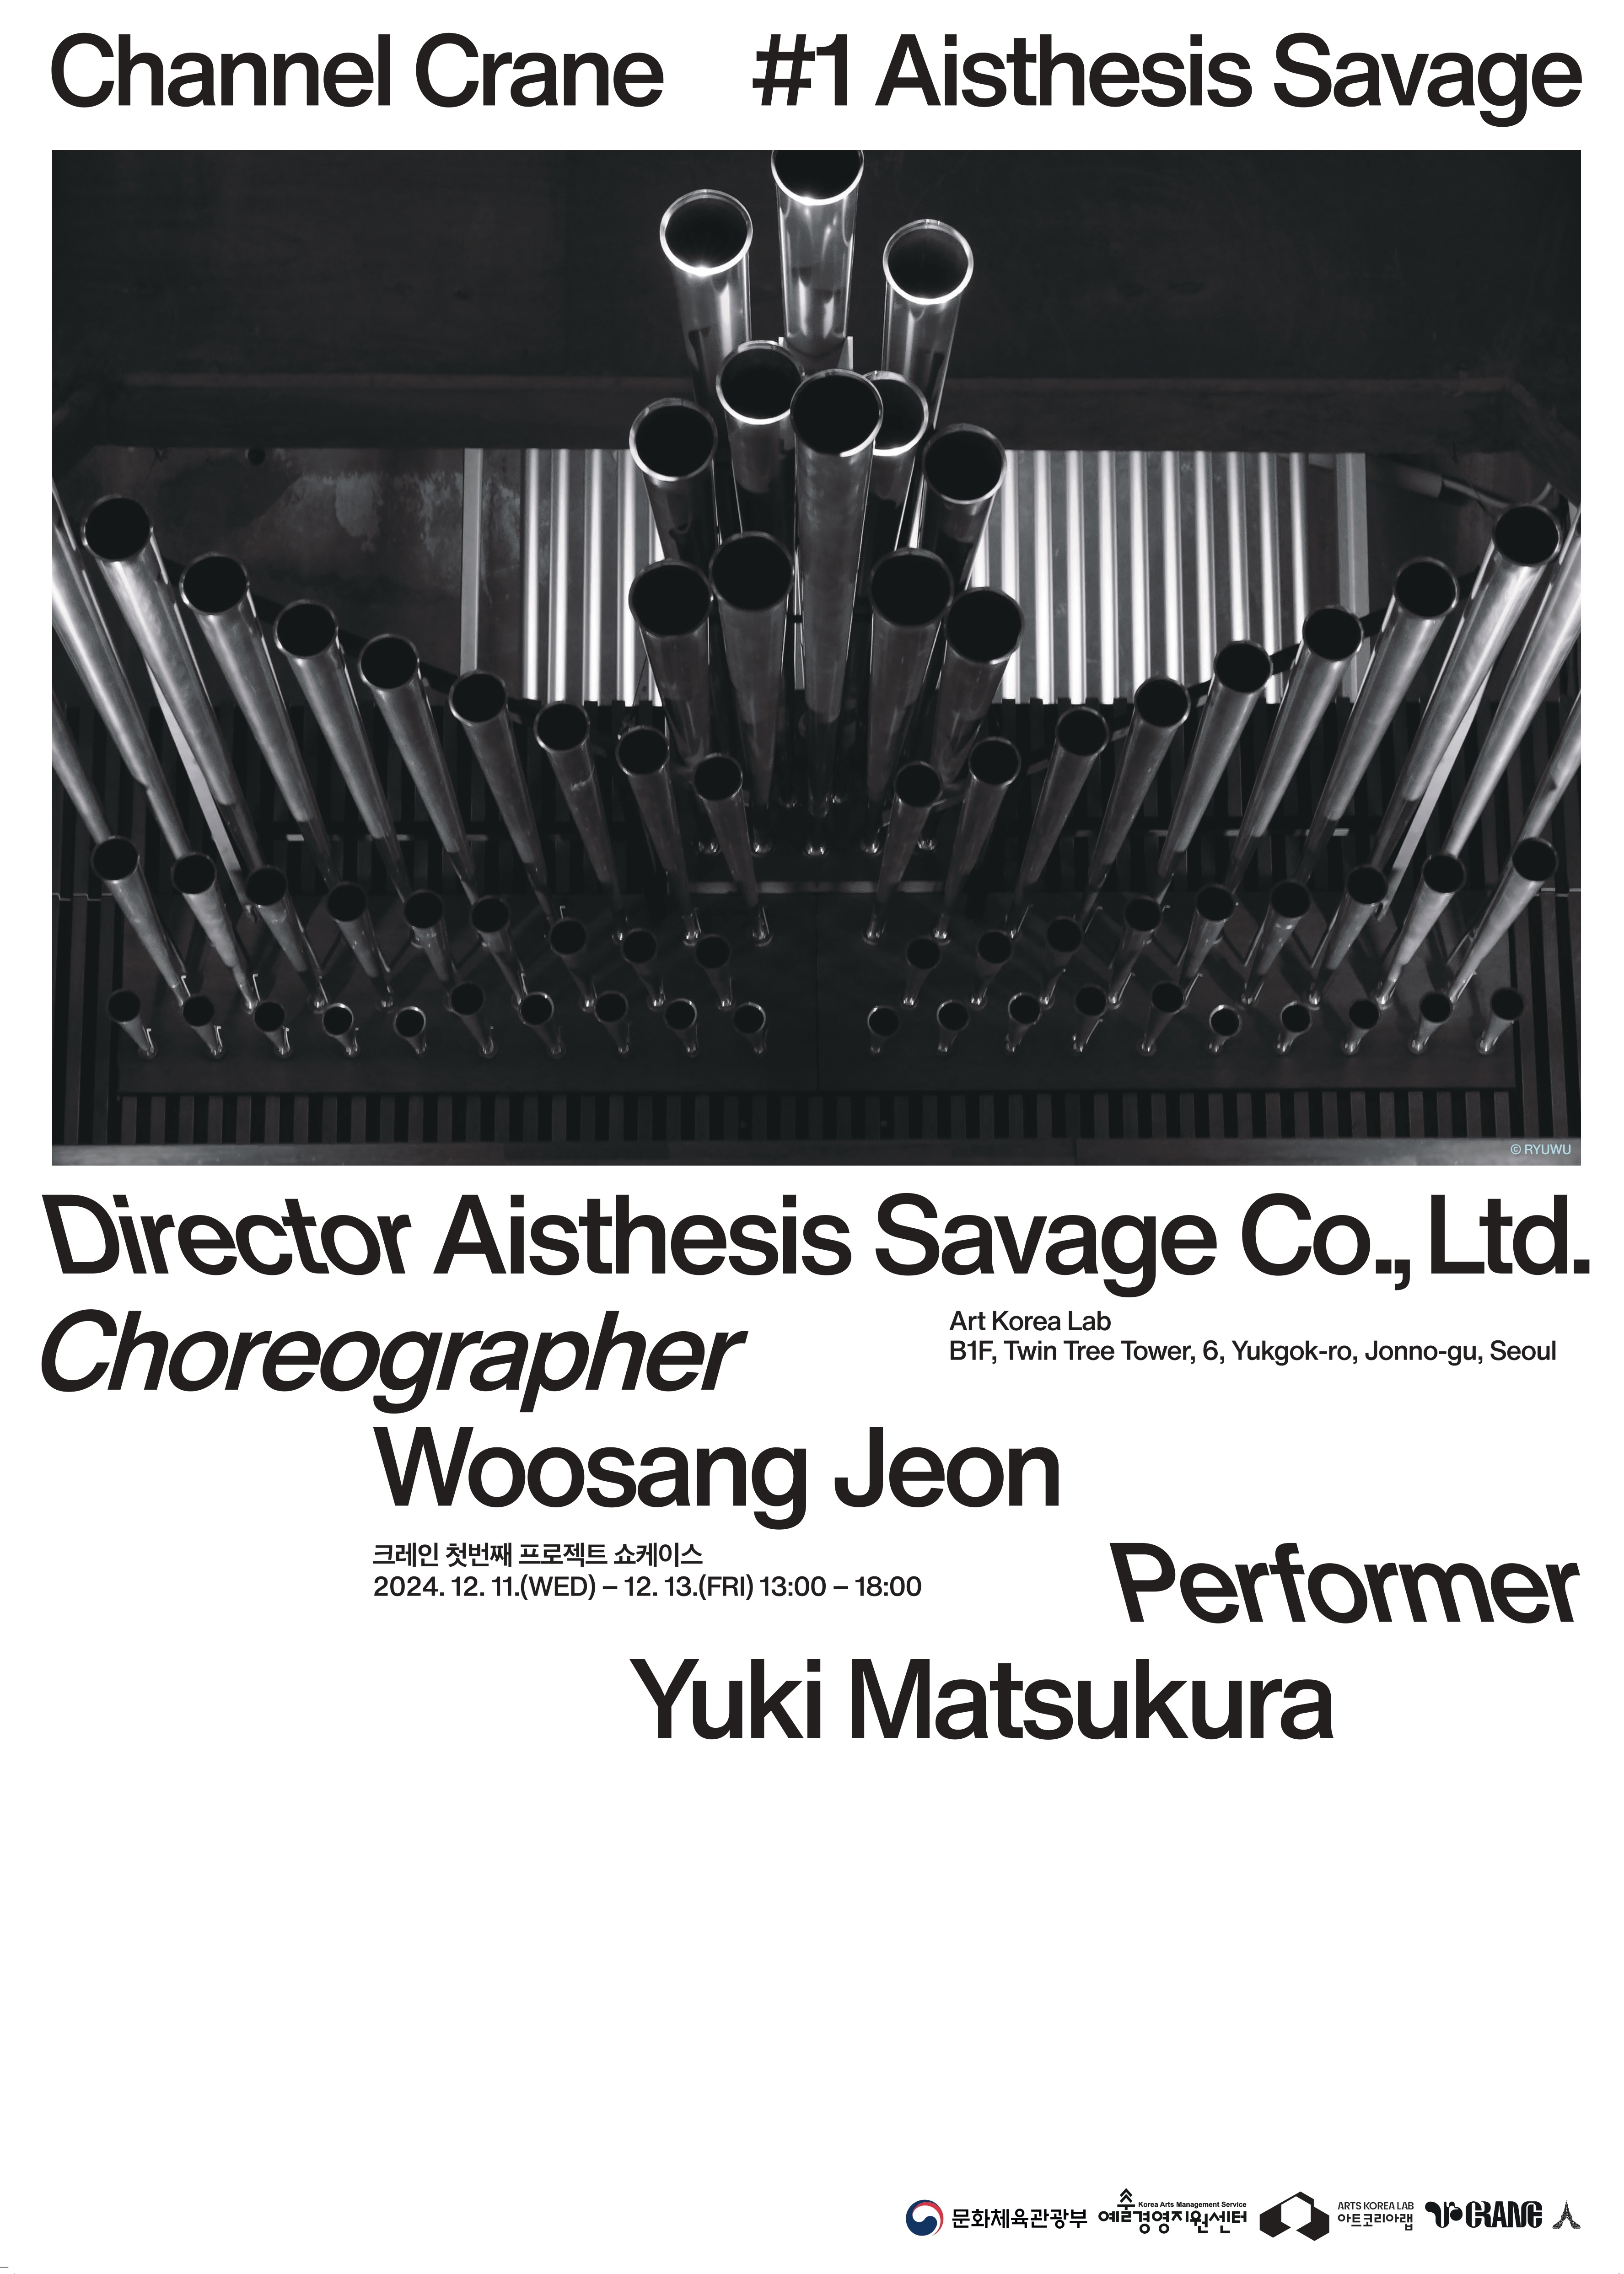 Channel Crane #1 Aisthesis Savage
© RYUWU
Director Aisthesis Savage Co., Ltd.
Choreographer
Art Korea Lab
B1F, Twin Tree Tower, 6, Yukgok-ro, Jonno-gu, Seoul
Woosang Jeon
크레인 첫번째 프로젝트 쇼케이스
2024. 12. 11.(WED) – 12. 13.(FRI) 13:00 – 18:00
Performer
Yuki Matsukura
문화체육관광부
Korea Arts Management Service
예술경영지원센터
ARTS KOREA LAB
아트코리아랩
CRANE